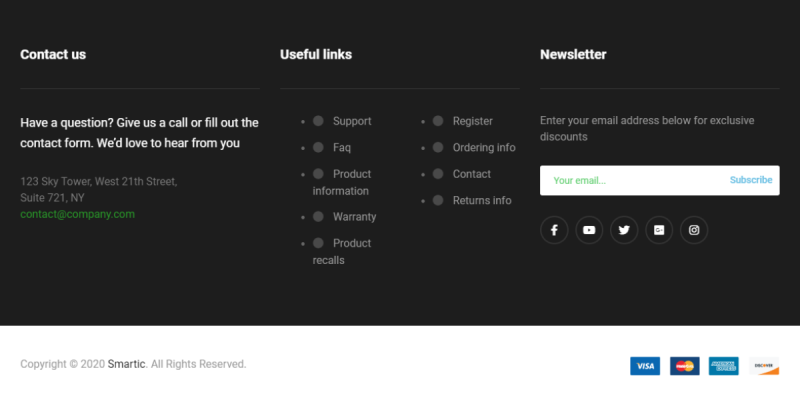 Contact us
Have a question? Give us a call or fill out the
contact form. We'd love to hear from you
123 Sky Tower, West 21th Street,
Suite 721, NY
contact@company.com
Useful links
Support
Faq
Product
information
Warranty
Product
recalls
Register
Ordering info
Contact
Returns info
Newsletter
Enter your email address below for exclusive
discounts
Your email... Subscribe
Copyright © 2020 Smartic. All Rights Reserved.
VISA
MasterCard
DISCOVER